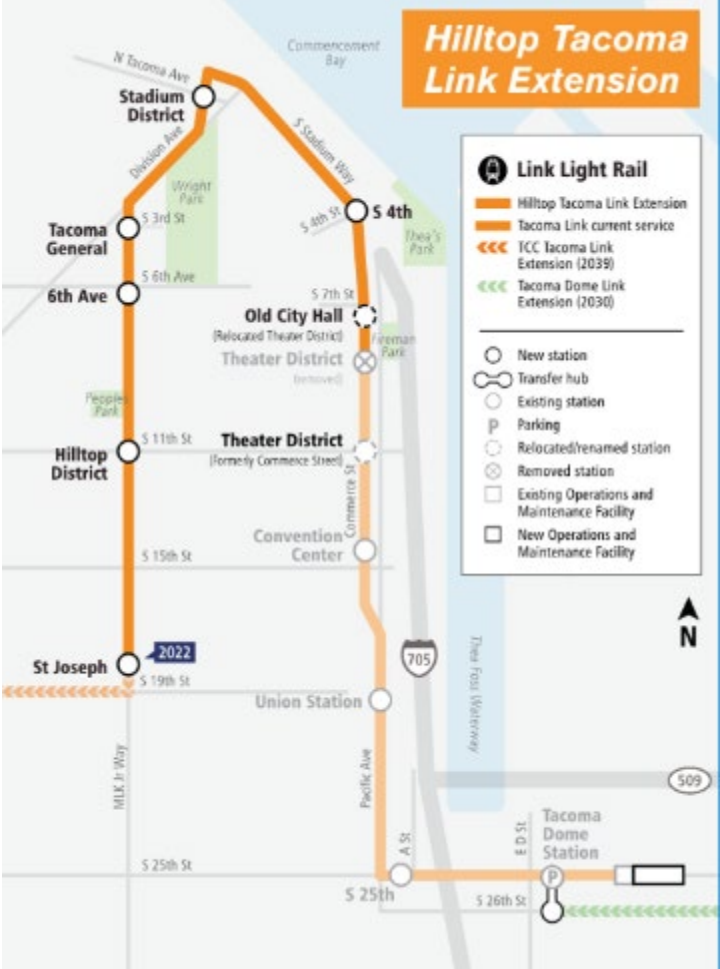 Hilltop Tacoma
Link Extension
Commencement
Bay
N Tacoma Ave
Stadium
District
Division Ave
Wright
Park
S Stadium Way
S 3rd St
Tacoma
General
S 4th St
S 4th
Thea's
Park
S 6th Ave
6th Ave
S 7th St
Old City Hall
(Relocated Theater District)
Fireman
Park
Theater District
(removed)
Peoples
Park
S 11th St
Hilltop
District
Theater District
(Formerly Commerce Street)
Commerce St
Convention
Center
S 15th St
2022
St Joseph
S 19th St
Union Station
705
Thea Foss Waterway
MLK Jr Way
Pacific Ave
509
A St
E D St
Tacoma
Dome
Station
P
S 25th St
S 25th
S 26th St
Link Light Rail
Hilltop Tacoma Link Extension
Tacoma Link current service
TCC Tacoma Link
Extension (2039)
Tacoma Dome Link
Extension (2030)
New station
Transfer hub
Existing station
P Parking
Relocated/renamed station
Removed station
Existing Operations and
Maintenance Facility
New Operations and
Maintenance Facility
N